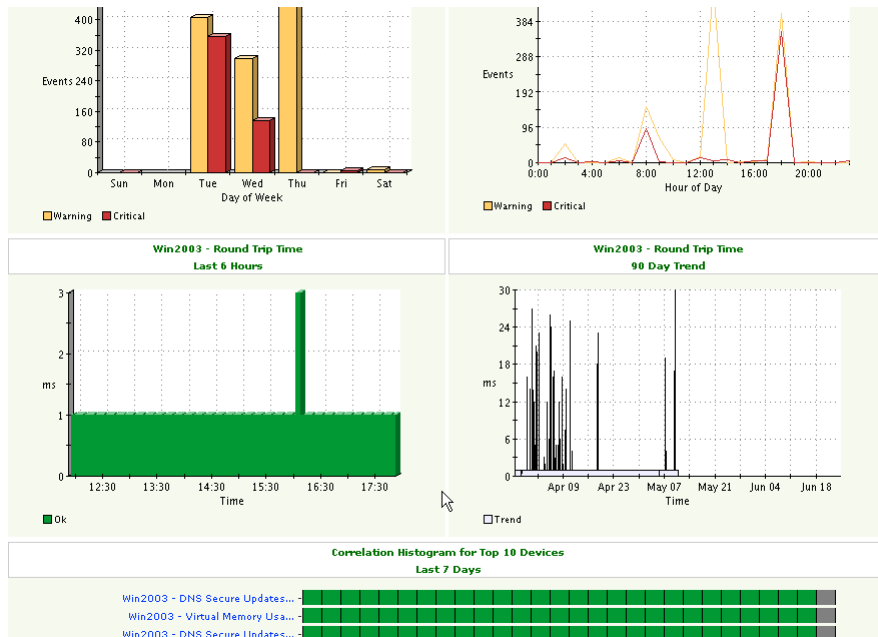 400
320
Events 240
160
80
0
Sun Mon Tue Wed Thu Fri Sat
Day of Week
Warning Critical
384
288
Events
192
96
0
0:00 4:00 8:00 12:00 16:00 20:00
Hour of Day
Warning Critical
Win2003 - Round Trip Time
Last 6 Hours
3
2
ms
1
0
12:30 13:30 14:30 15:30 16:30 17:30
Time
Ok
Win2003 - Round Trip Time
90 Day Trend
30
24
18
ms
12
6
0
Apr 09 Apr 23 May 07 May 21 Jun 04 Jun 18
Time
Trend
Correlation Histogram for Top 10 Devices
Last 7 Days
Win2003 - DNS Secure Updates...
Win2003 - Virtual Memory Usa...
Win2003 - DNS Secure Updates...